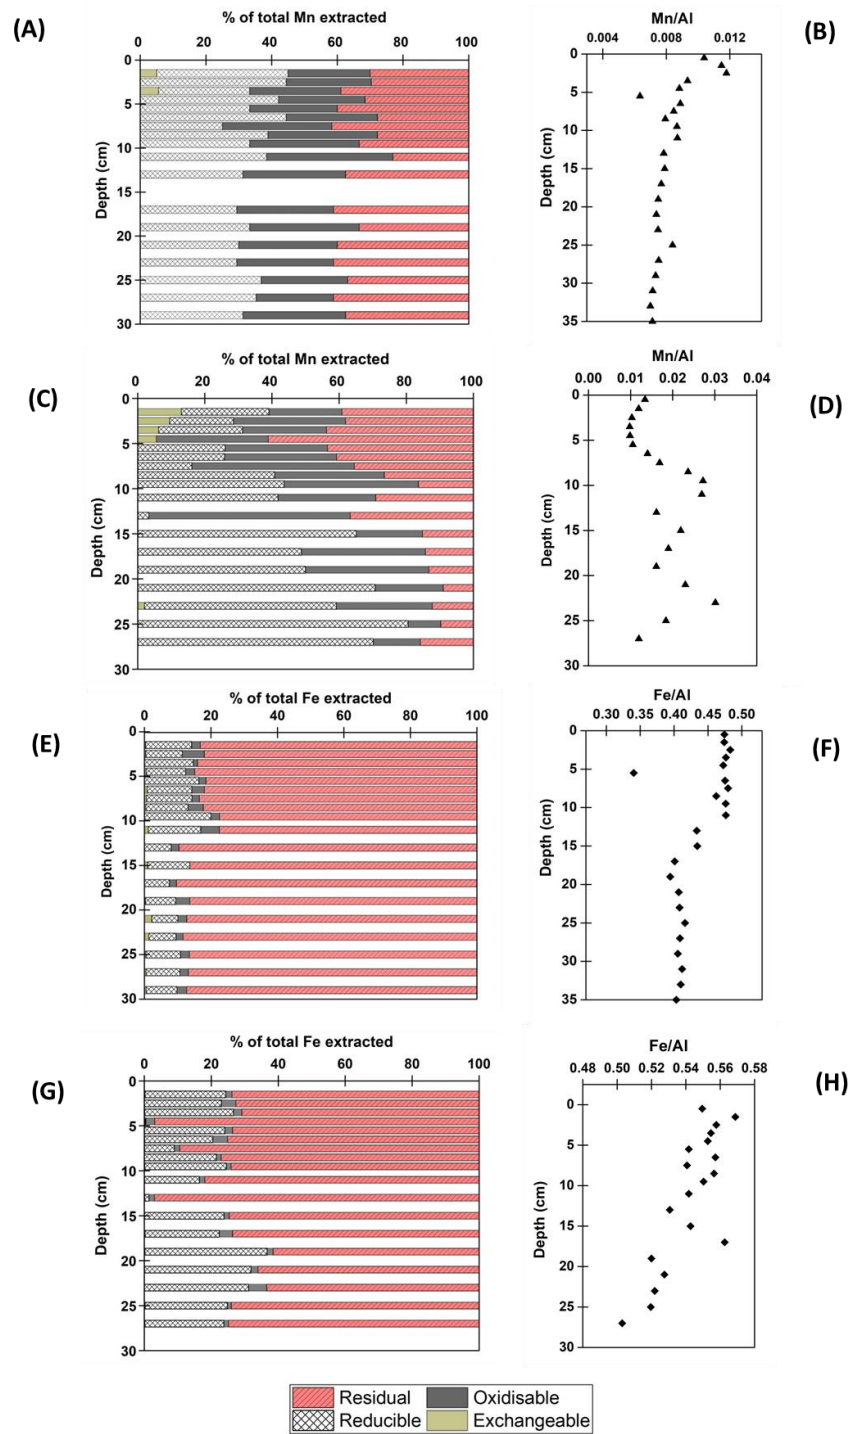 (A)
% of total Mn extracted
0 20 40 60 80 100
Depth (cm)
0
5
10
15
20
25
30
(B)
Mn/Al
0.004 0.008 0.012
Depth (cm)
0
5
10
15
20
25
30
35
(C)
% of total Mn extracted
0 20 40 60 80 100
Depth (cm)
0
5
10
15
20
25
30
(D)
Mn/Al
0.00 0.01 0.02 0.03 0.04
Depth (cm)
0
5
10
15
20
25
30
(E)
% of total Fe extracted
0 20 40 60 80 100
Depth (cm)
0
5
10
15
20
25
30
(F)
Fe/Al
0.30 0.35 0.40 0.45 0.50
Depth (cm)
0
5
10
15
20
25
30
35
(G)
% of total Fe extracted
0 20 40 60 80 100
Depth (cm)
0
5
10
15
20
25
30
(H)
Fe/Al
0.48 0.50 0.52 0.54 0.56 0.58
Depth (cm)
0
5
10
15
20
25
30
Residual Oxidisable
Reducible Exchangeable